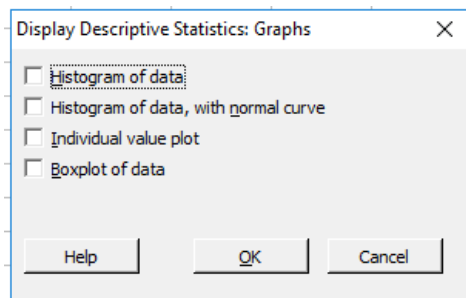 Display Descriptive Statistics: Graphs
Histogram of data
Histogram of data, with normal curve
Individual value plot
Boxplot of data
Help OK Cancel